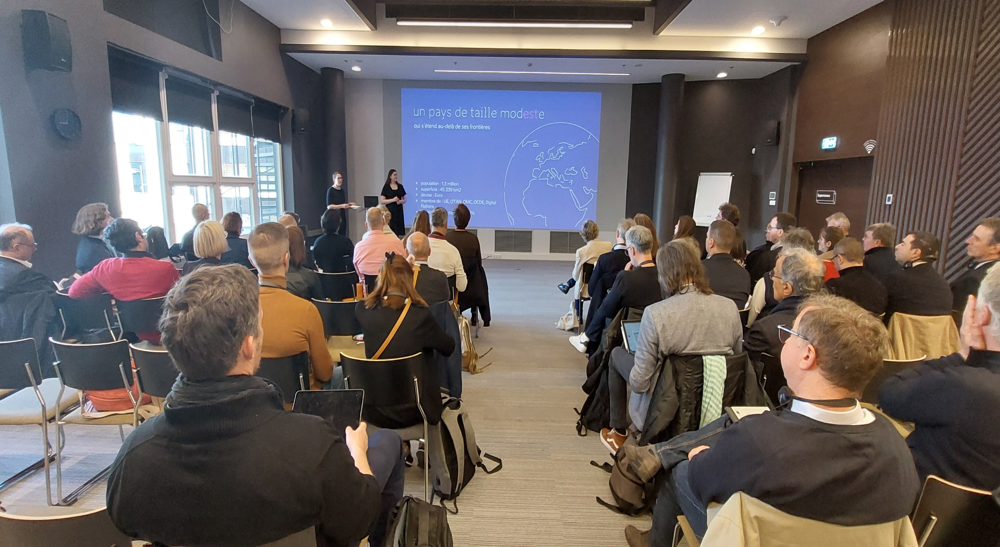 un pays de taille modeste
qui s'étend au-delà de ses frontières
+ population : 1,3 million
+ superficie : 45 339 km2
+ devise : Euro
+ membre de : UE, OTAN, OMC, OCDE, Digital
Nations
%